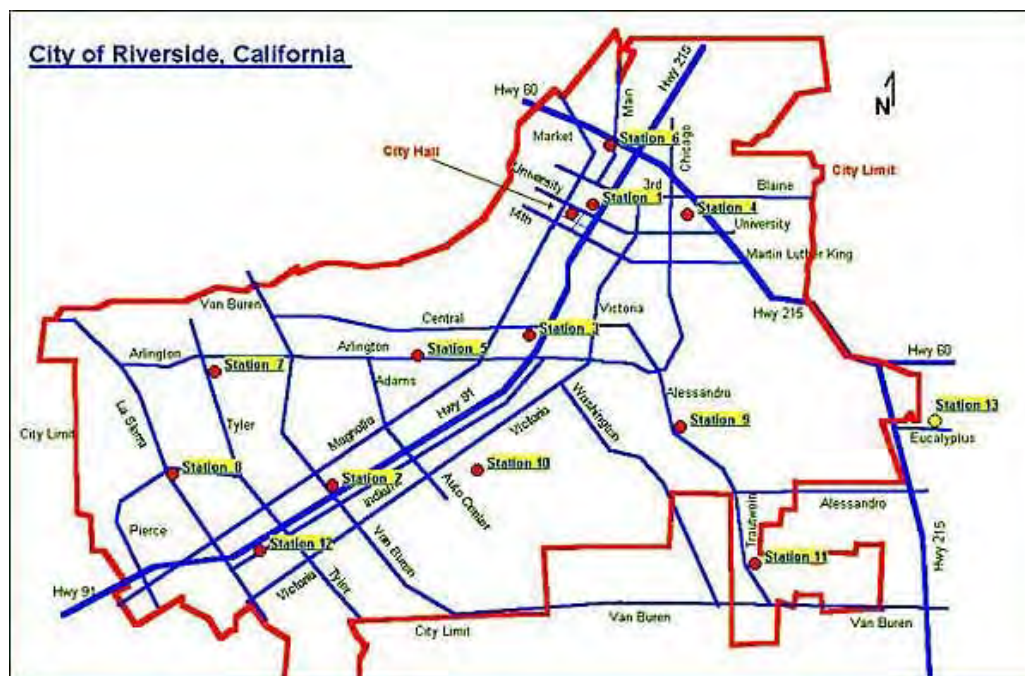 City of Riverside, California
Hwy 60
Main
Hwy 215
N
Market
Station 6
Chicago
City Hall
City Limit
University
3rd
Blaine
Station 1
Station 4
14th
University
Martin Luther King
Van Buren
Victoria
Hwy 215
Central
Station 3
Arlington
Arlington
Station 5
Hwy 60
Station 7
Adams
Alessandro
Hwy 91
Washington
Station 13
La Sierra
Tyler
Magnolia
Victoria
Station 9
City Limit
Eucalyptus
Station 8
Station 10
Station 2
Indiana
Auto Center
Alessandro
Pierce
Trautwein
Van Buren
Hwy 215
Station 12
Station 11
Hwy 91
Victoria
Tyler
City Limit
Van Buren
Van Buren